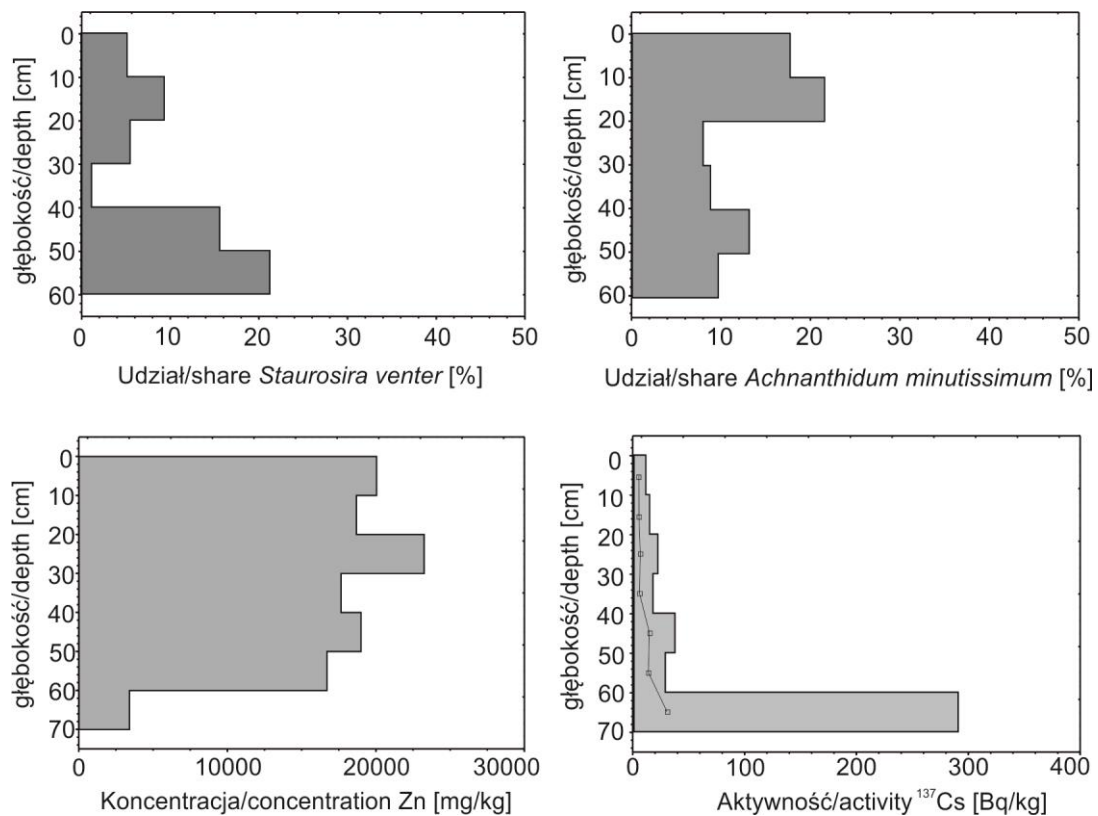 głębokość/depth [cm]
0
10
20
30
40
50
60
0 10 20 30 40 50
Udział/share Staurosira venter [%]
głębokość/depth [cm]
0
10
20
30
40
50
60
0 10 20 30 40 50
Udział/share Achnanthidum minutissimum [%]
głębokość/depth [cm]
0
10
20
30
40
50
60
70
0 10000 20000 30000
Koncentracja/concentration Zn [mg/kg]
głębokość/depth [cm]
0
10
20
30
40
50
60
70
0 100 200 300 400
Aktywność/activity ¹³⁷Cs [Bq/kg]